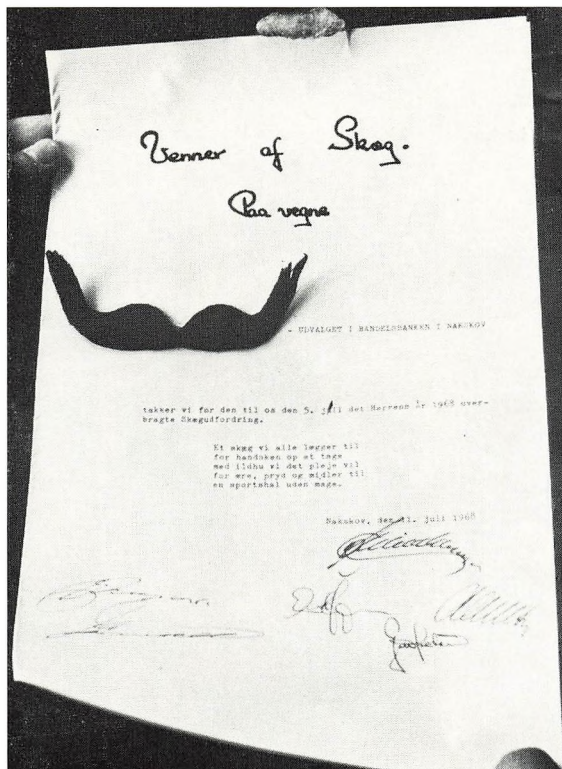 Venner af Skæg.
Paa vegne
- UDVALGET I HANDELSBANKEN I NAKSKOV
takker vi for den til os den 5. juli det Herrens år 1968 over-
bragte Skægudfordring.
Et skæg vi alle lægger til
for handsken op at tage
med ildhu vi det pleje vil
for ære, pryd og midler til
en sportshal uden mage.
Nakskov, den 11. juli 1968